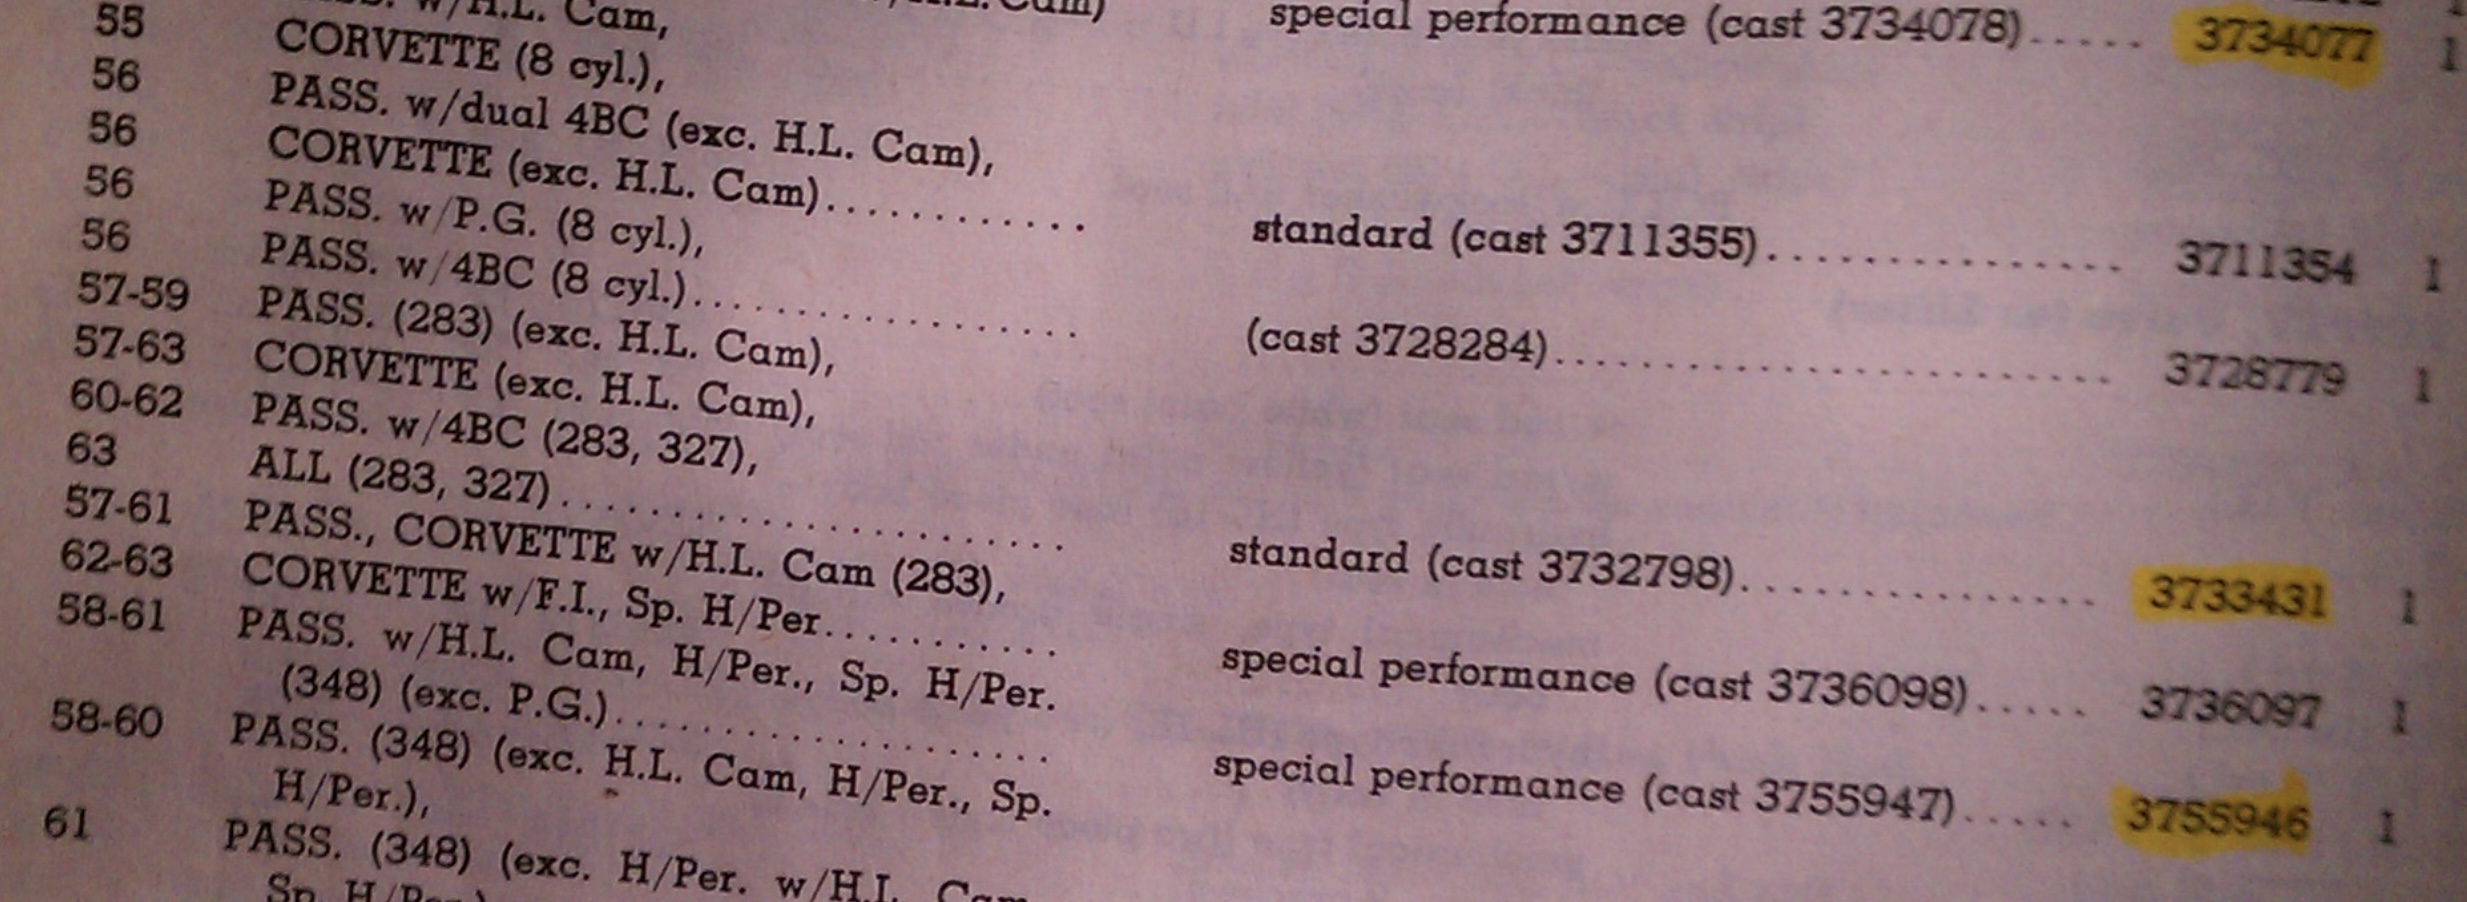 Cam) special performance (cast 3734078)..... 3734077 1
w/H.L. Cam,
55 CORVETTE (8 cyl.),
56 PASS. w/dual 4BC (exc. H.L. Cam),
56 CORVETTE (exc. H.L. Cam)............ standard (cast 3711355)................ 3711354 1
56 PASS. w/P.G. (8 cyl.),
56 PASS. w/4BC (8 cyl.).................. (cast 3728284)........................... 3728779 1
57-59 PASS. (283) (exc. H.L. Cam),
57-63 CORVETTE (exc. H.L. Cam),
60-62 PASS. w/4BC (283, 327),
63 ALL (283, 327)........................ standard (cast 3732798)................. 3733431 1
57-61 PASS., CORVETTE w/H.L. Cam (283),
62-63 CORVETTE w/F.I., Sp. H/Per........... special performance (cast 3736098)..... 3736097 1
58-61 PASS. w/H.L. Cam, H/Per., Sp. H/Per.
(348) (exc. P.G.)..................... special performance (cast 3755947)..... 3755946 1
58-60 PASS. (348) (exc. H.L. Cam, H/Per., Sp.
H/Per.),
61 PASS. (348) (exc. H/Per. w/H.L. Cam
Sp. H/Per.)